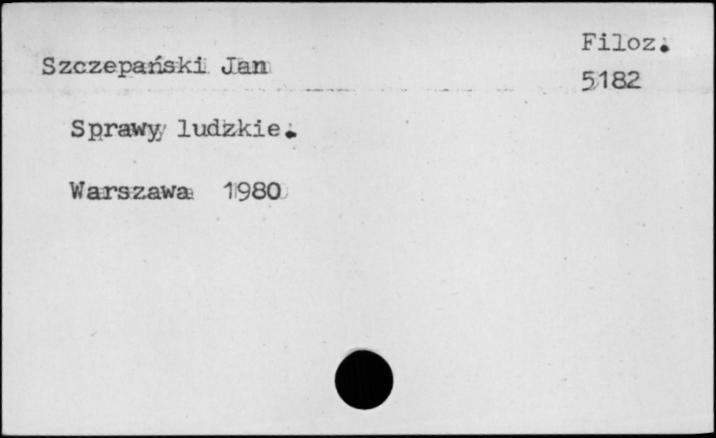 Filoz.
Szczepański Jan
5182
Sprawy ludzkie.
Warszawa 1980